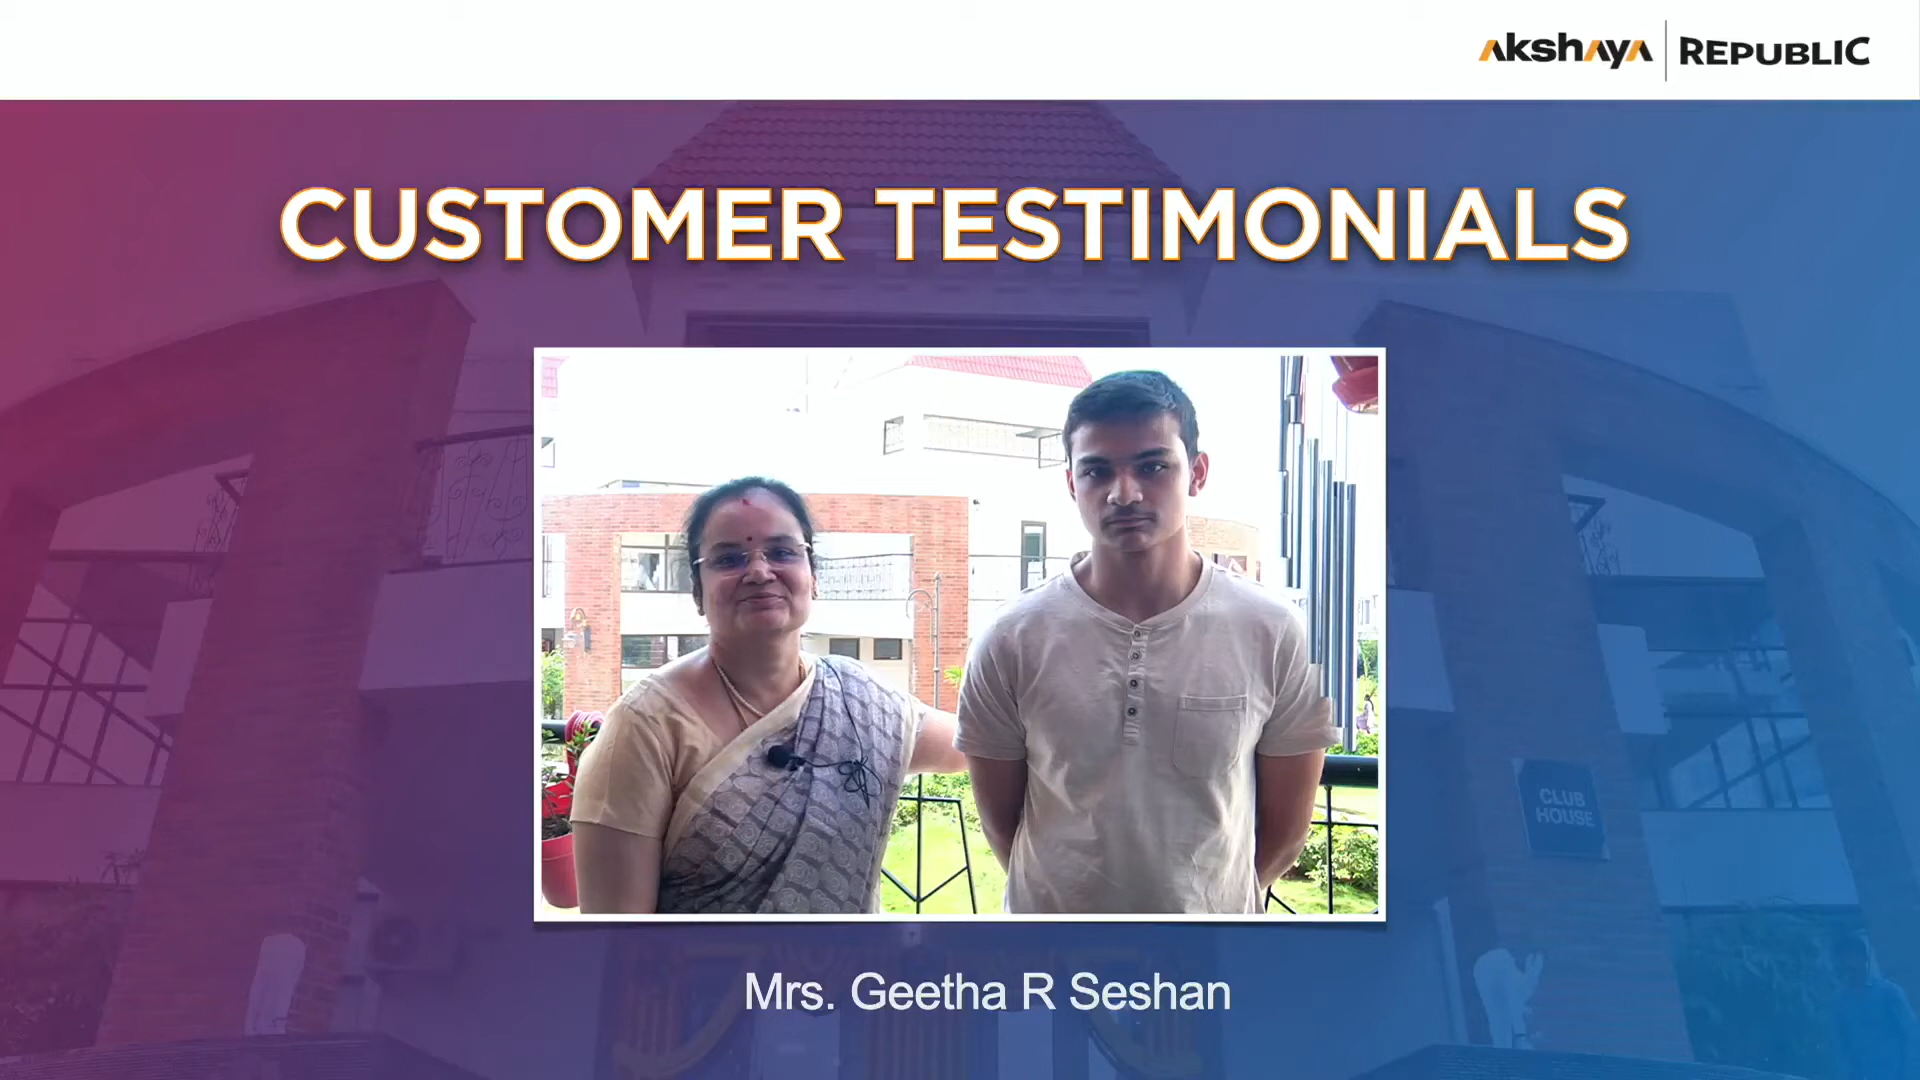 Akshaya REPUBLIC
CUSTOMER TESTIMONIALS
CLUB
HOUSE
Mrs. Geetha R Seshan